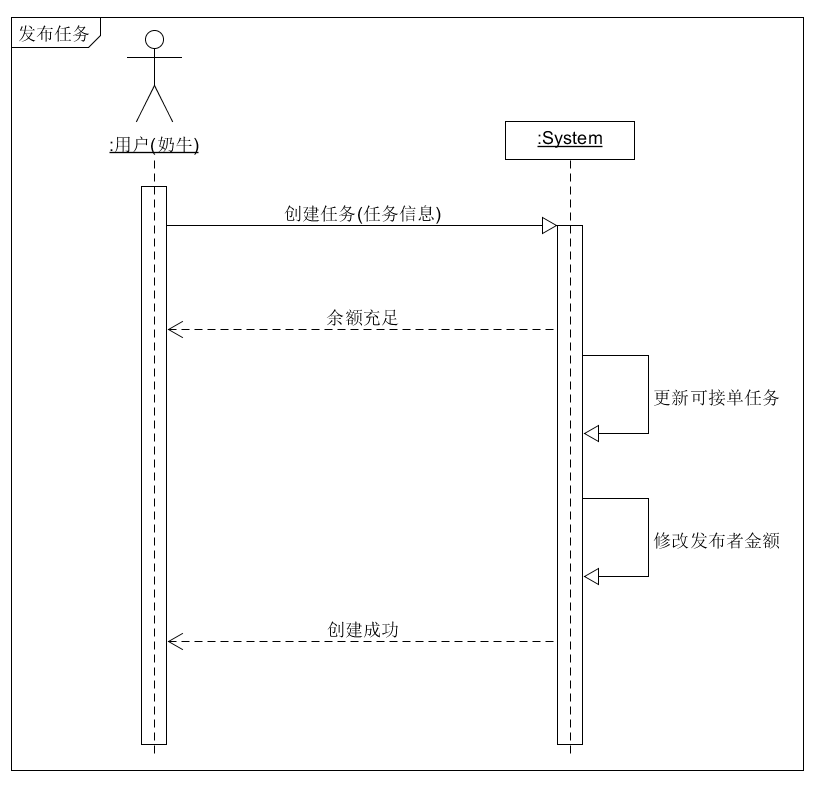 发布任务
:用户(奶牛)
:System
创建任务(任务信息)
余额充足
更新可接单任务
修改发布者金额
创建成功